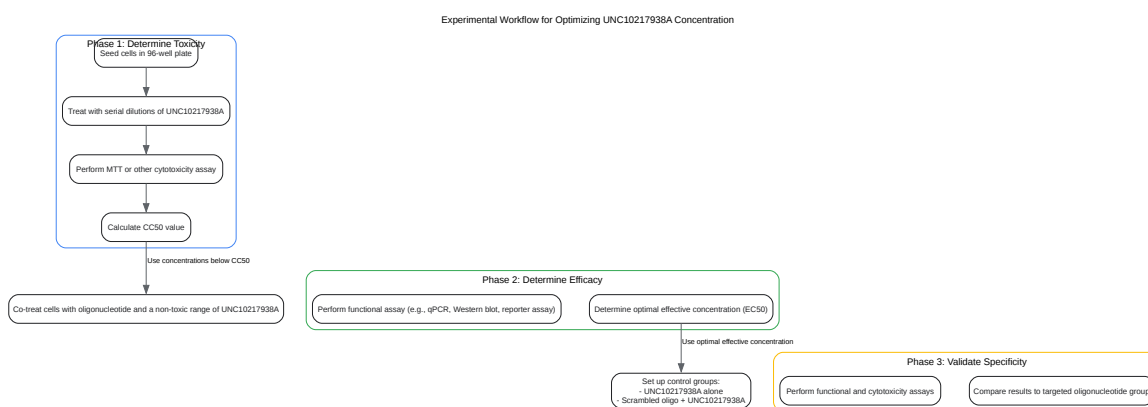 Experimental Workflow for Optimizing UNC10217938A Concentration
Phase 1: Determine Toxicity
Seed cells in 96-well plate
Treat with serial dilutions of UNC10217938A
Perform MTT or other cytotoxicity assay
Calculate CC50 value
Use concentrations below CC50
Co-treat cells with oligonucleotide and a non-toxic range of UNC10217938A
Phase 2: Determine Efficacy
Perform functional assay (e.g., qPCR, Western blot, reporter assay)
Determine optimal effective concentration (EC50)
Use optimal effective concentration
Set up control groups:
- UNC10217938A alone
- Scrambled oligo + UNC10217938A
Phase 3: Validate Specificity
Perform functional and cytotoxicity assays
Compare results to targeted oligonucleotide group